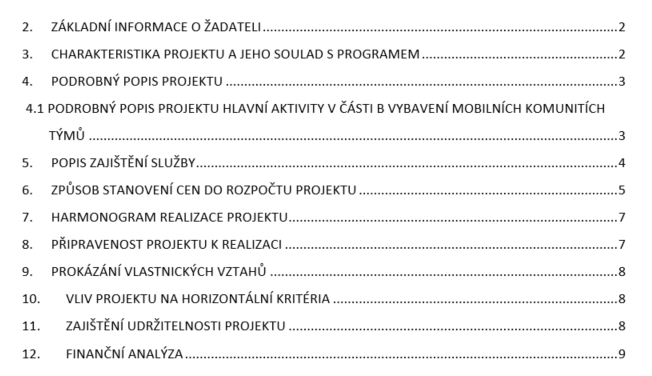 2. ZÁKLADNÍ INFORMACE O ŽADATELI.....2
3. CHARAKTERISTIKA PROJEKTU A JEHO SOULAD S PROGRAMEM.....2
4. PODROBNÝ POPIS PROJEKTU.....3
4.1 PODROBNÝ POPIS PROJEKTU HLAVNÍ AKTIVITY V ČÁSTI B VYBAVENÍ MOBILNÍCH KOMUNITÍCH
TÝMŮ.....3
5. POPIS ZAJIŠTĚNÍ SLUŽBY.....4
6. ZPŮSOB STANOVENÍ CEN DO ROZPOČTU PROJEKTU.....5
7. HARMONOGRAM REALIZACE PROJEKTU.....7
8. PŘIPRAVENOST PROJEKTU K REALIZACI.....7
9. PROKÁZÁNÍ VLASTNICKÝCH VZTAHŮ.....8
10. VLIV PROJEKTU NA HORIZONTÁLNÍ KRITÉRIA.....8
11. ZAJIŠTĚNÍ UDRŽITELNOSTI PROJEKTU.....8
12. FINANČNÍ ANALÝZA.....9